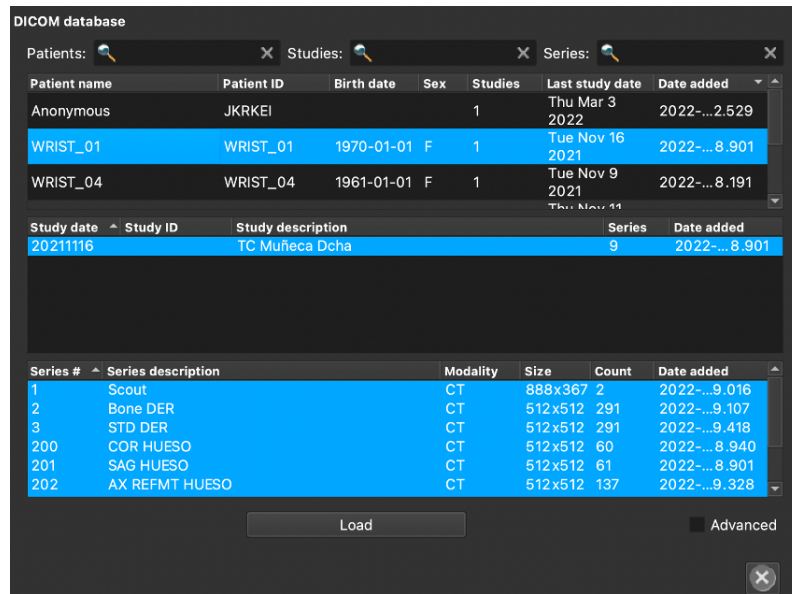 DICOM database
Patients: Studies: Series:
Patient name Patient ID Birth date Sex Studies Last study date Date added
Anonymous JKRKEI 1 Thu Mar 3 2022 2022-...2.529
WRIST_01 WRIST_01 1970-01-01 F 1 Tue Nov 16 2021 2022-...8.901
WRIST_04 WRIST_04 1961-01-01 F 1 Tue Nov 9 2021 2022-...8.191
Thu Nov 11
Study date Study ID Study description Series Date added
20211116 TC Muñeca Dcha 9 2022-...8.901
Series # Series description Modality Size Count Date added
1 Scout CT 888x367 2 2022-...9.016
2 Bone DER CT 512x512 291 2022-...9.107
3 STD DER CT 512x512 291 2022-...9.418
200 COR HUESO CT 512x512 60 2022-...8.940
201 SAG HUESO CT 512x512 61 2022-...8.901
202 AX REFMT HUESO CT 512x512 137 2022-...9.328
Load Advanced